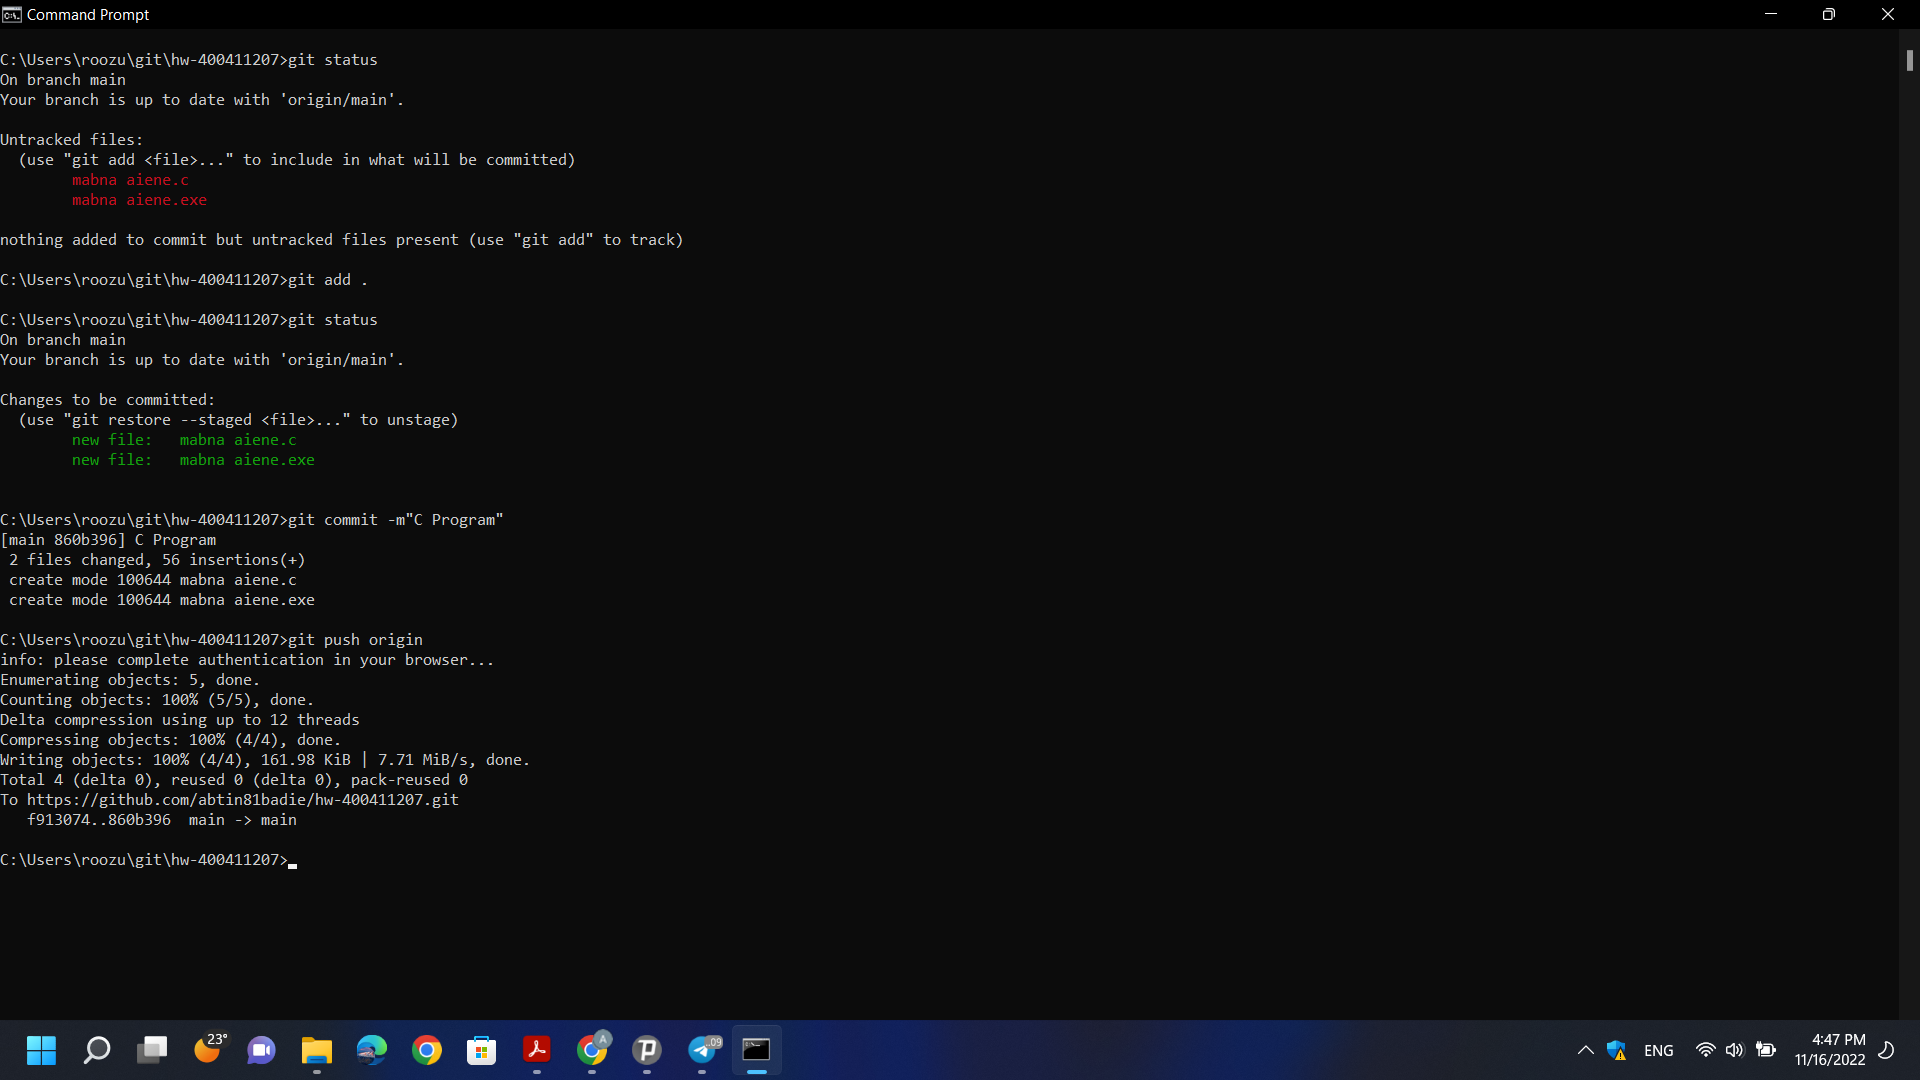 Command Prompt
C:\Users\roozu\git\hw-400411207>git status
On branch main
Your branch is up to date with 'origin/main'.
Untracked files:
  (use "git add <file>..." to include in what will be committed)
        mabna aiene.c
        mabna aiene.exe
nothing added to commit but untracked files present (use "git add" to track)
C:\Users\roozu\git\hw-400411207>git add .
C:\Users\roozu\git\hw-400411207>git status
On branch main
Your branch is up to date with 'origin/main'.
Changes to be committed:
  (use "git restore --staged <file>..." to unstage)
        new file:   mabna aiene.c
        new file:   mabna aiene.exe
C:\Users\roozu\git\hw-400411207>git commit -m"C Program"
[main 860b396] C Program
 2 files changed, 56 insertions(+)
 create mode 100644 mabna aiene.c
 create mode 100644 mabna aiene.exe
C:\Users\roozu\git\hw-400411207>git push origin
info: please complete authentication in your browser...
Enumerating objects: 5, done.
Counting objects: 100% (5/5), done.
Delta compression using up to 12 threads
Compressing objects: 100% (4/4), done.
Writing objects: 100% (4/4), 161.98 KiB | 7.71 MiB/s, done.
Total 4 (delta 0), reused 0 (delta 0), pack-reused 0
To https://github.com/abtin81badie/hw-400411207.git
   f913074..860b396  main -> main
C:\Users\roozu\git\hw-400411207>
23°
A
..09
ENG
4:47 PM
11/16/2022